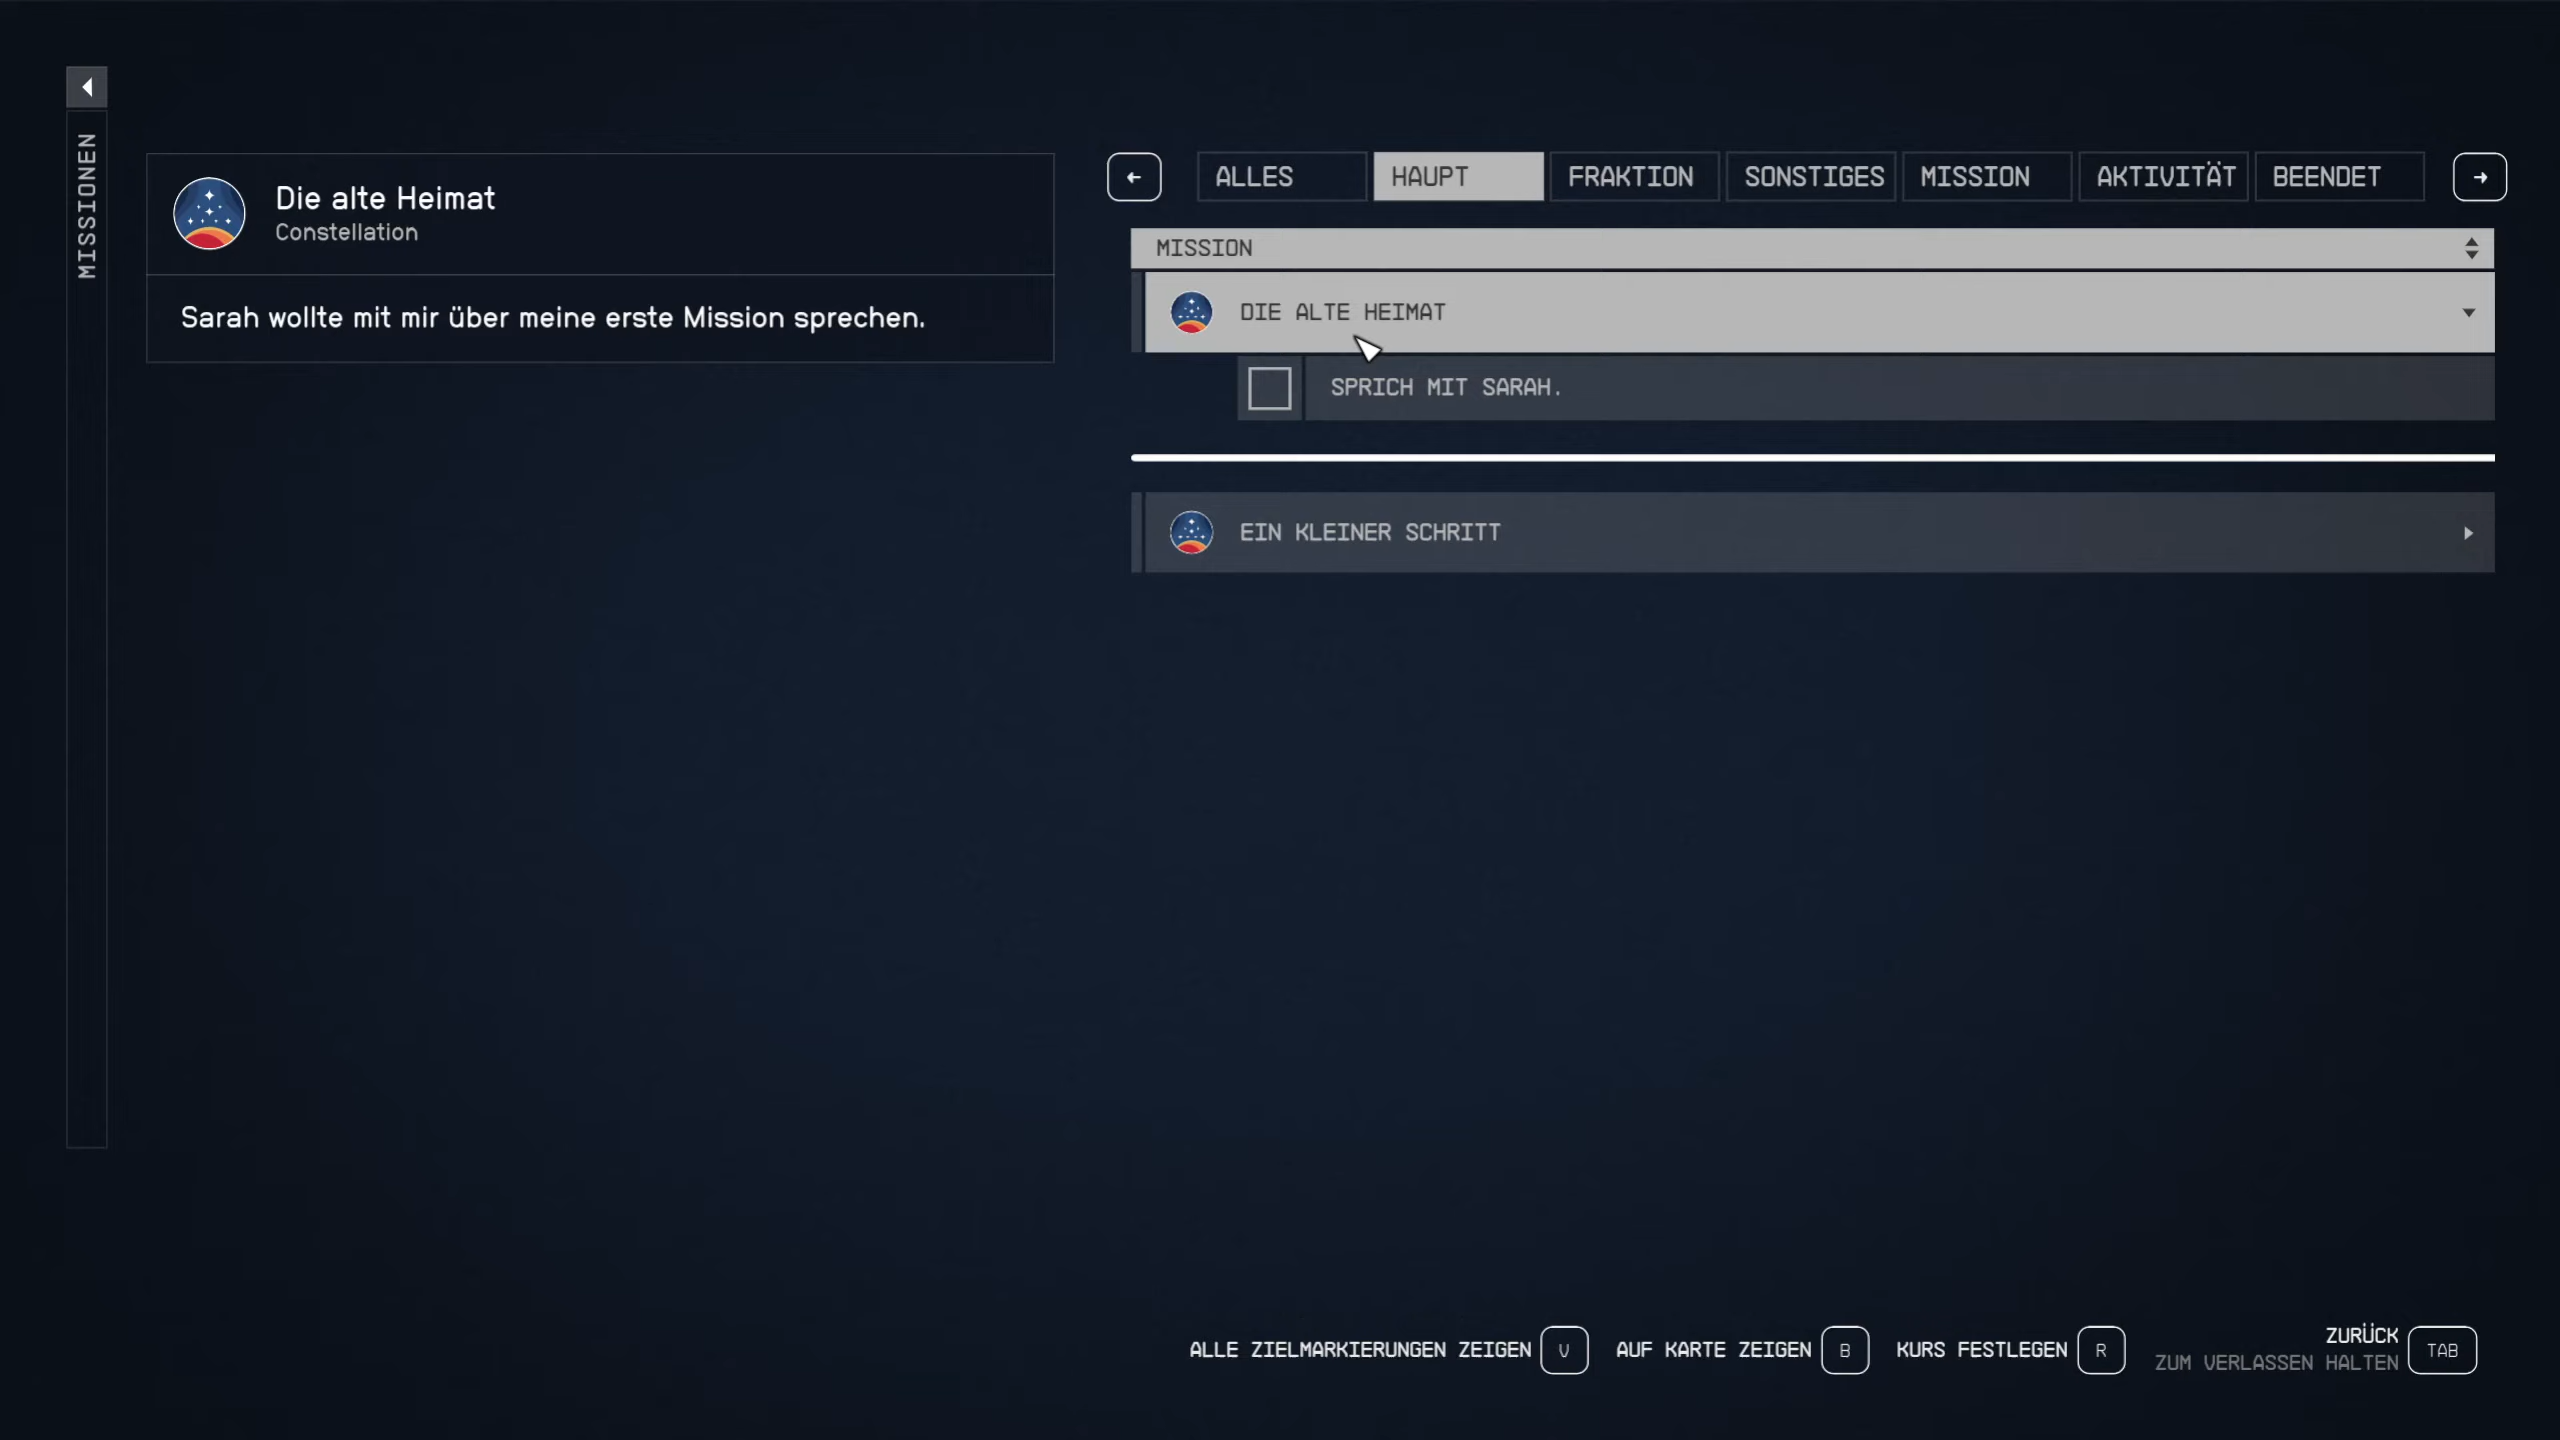 MISSIONEN
Die alte Heimat
Constellation
Sarah wollte mit mir über meine erste Mission sprechen.
ALLES HAUPT FRAKTION SONSTIGES MISSION AKTIVITÄT BEENDET
MISSION
DIE ALTE HEIMAT
SPRICH MIT SARAH.
EIN KLEINER SCHRITT
ALLE ZIELMARKIERUNGEN ZEIGEN V AUF KARTE ZEIGEN B KURS FESTLEGEN R ZURÜCK
ZUM VERLASSEN HALTEN TAB